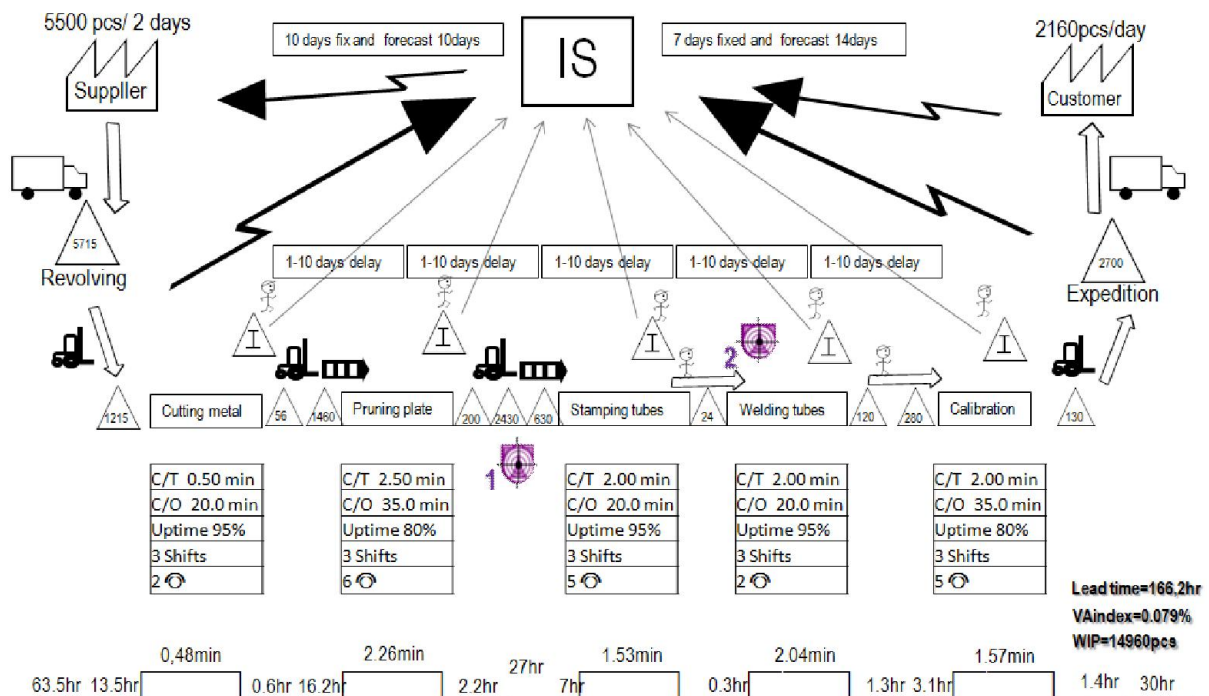 5500 pcs/ 2 days
10 days fix and forecast 10days
IS
7 days fixed and forecast 14days
2160pcs/day
Suppller
Customer
5715
Revolving
2700
Expedition
1-10 days delay
1-10 days delay
1-10 days delay
1-10 days delay
1-10 days delay
I
I
I
I
I
2
1215
Cutting metal
56
1460
Pruning plate
200
2430
630
Stamping tubes
24
Welding tubes
120
280
Calibration
130
1
C/T 0.50 min
C/O 20.0 min
Uptime 95%
3 Shifts
2
C/T 2.50 min
C/O 35.0 min
Uptime 80%
3 Shifts
6
C/T 2.00 min
C/O 20.0 min
Uptime 95%
3 Shifts
5
C/T 2.00 min
C/O 20.0 min
Uptime 95%
3 Shifts
2
C/T 2.00 min
C/O 35.0 min
Uptime 80%
3 Shifts
5
Lead time=166,2hr
VAindex=0.079%
WIP=14960pcs
63.5hr
13.5hr
0,48min
0.6hr
16.2hr
2.26min
2.2hr
27hr
7hr
1.53min
0.3hr
2.04min
1.3hr
3.1hr
1.57min
1.4hr
30hr